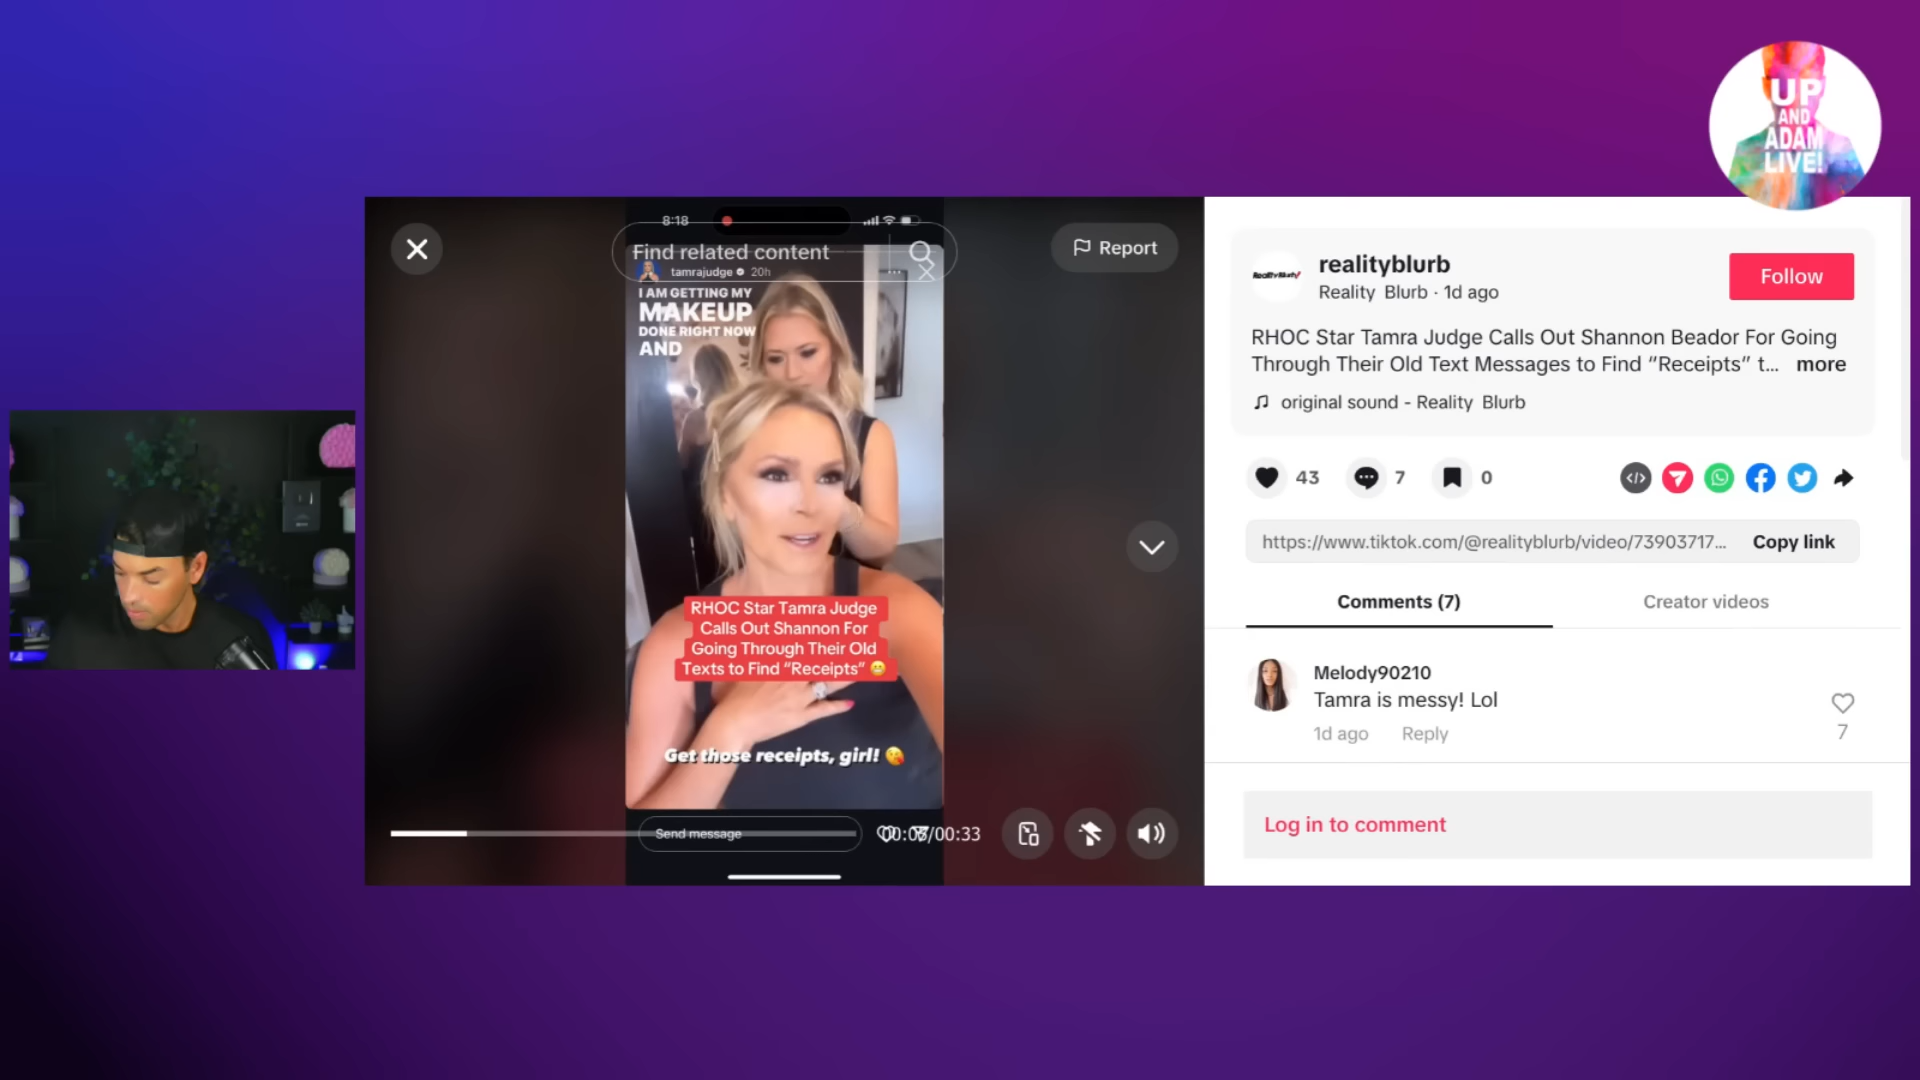 UP
AND
ADAM
LIVE!
8:18
Find related content
tamrajudge 20h
I AM GETTING MY
MAKEUP
DONE RIGHT NOW
AND
RHOC Star Tamra Judge
Calls Out Shannon For
Going Through Their Old
Texts to Find “Receipts” 😁
Get those receipts, girl! 😘
Send message
/00:33
Report
Reality Blurb!
realityblurb
Reality Blurb · 1d ago
Follow
RHOC Star Tamra Judge Calls Out Shannon Beador For Going
Through Their Old Text Messages to Find “Receipts” t... more
original sound - Reality Blurb
43
7
0
https://www.tiktok.com/@realityblurb/video/73903717...
Copy link
Comments (7)
Creator videos
Melody90210
Tamra is messy! Lol
1d ago Reply
7
Log in to comment